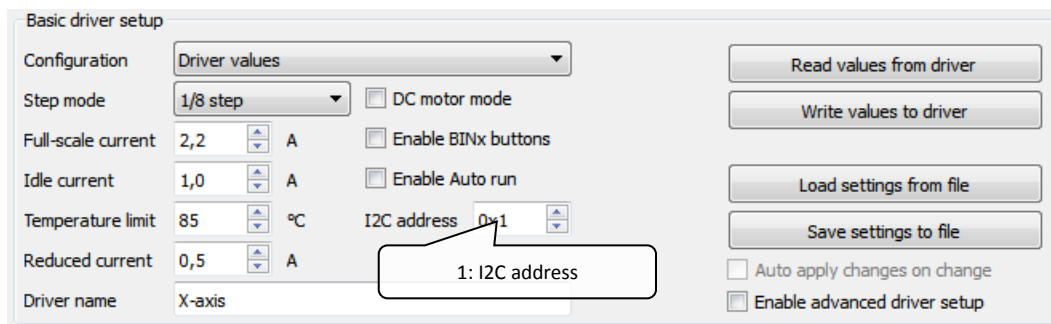 Basic driver setup
Configuration Driver values Read values from driver
Step mode 1/8 step DC motor mode Write values to driver
Full-scale current 2,2 A Enable BINx buttons
Idle current 1,0 A Enable Auto run Load settings from file
Temperature limit 85 °C I2C address 0x1 Save settings to file
Reduced current 0,5 A 1: I2C address Auto apply changes on change
Driver name X-axis Enable advanced driver setup